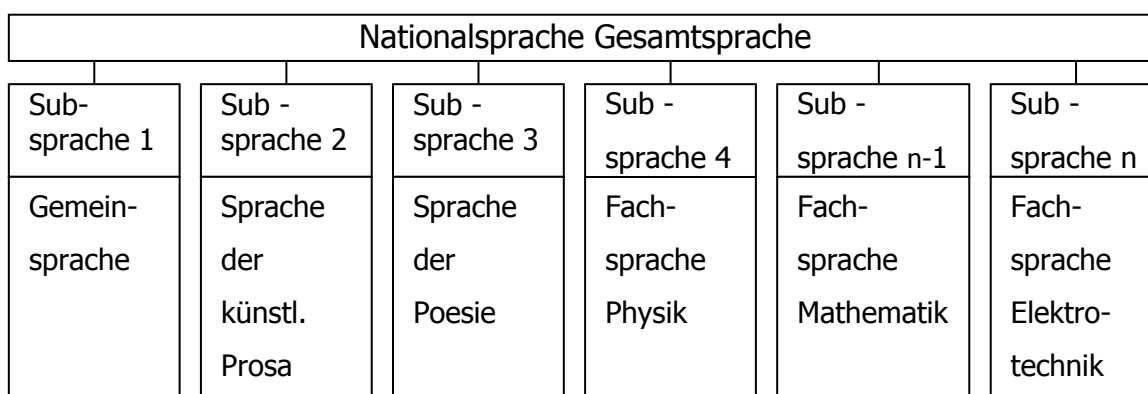 Nationalsprache Gesamtsprache
Sub-
sprache 1
Sub -
sprache 2
Sub -
sprache 3
Sub -
sprache 4
Sub -
sprache n-1
Sub -
sprache n
Gemein-
sprache
Sprache
der
künstl.
Prosa
Sprache
der
Poesie
Fach-
sprache
Physik
Fach-
sprache
Mathematik
Fach-
sprache
Elektro-
technik